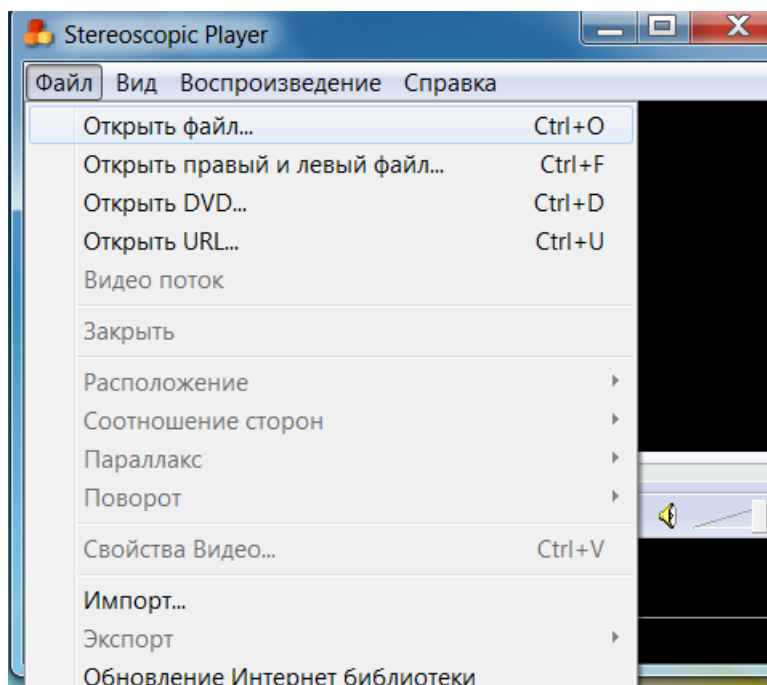 Stereoscopic Player
Файл Вид Воспроизведение Справка
Открыть файл... Ctrl+O
Открыть правый и левый файл... Ctrl+F
Открыть DVD... Ctrl+D
Открыть URL... Ctrl+U
Видео поток
Закрыть
Расположение
Соотношение сторон
Параллакс
Поворот
Свойства Видео... Ctrl+V
Импорт...
Экспорт
Обновление Интернет библиотеки